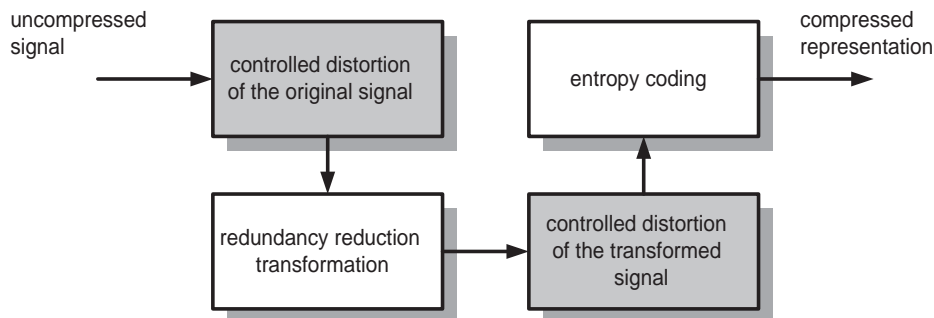 uncompressed
signal
controlled distortion
of the original signal
redundancy reduction
transformation
controlled distortion
of the transformed
signal
entropy coding
compressed
representation